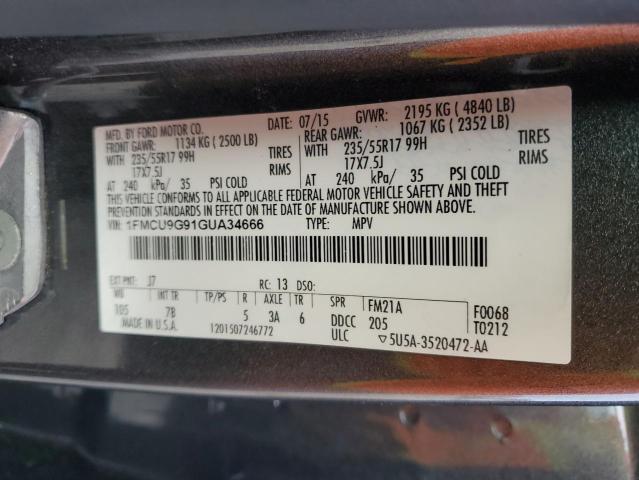 MFD. BY FORD MOTOR CO. DATE: 07/15 GVWR: 2195 KG ( 4840 LB)
FRONT GAWR: 1134 KG ( 2500 LB) REAR GAWR: 1067 KG ( 2352 LB)
WITH 235/55R17 99H TIRES WITH 235/55R17 99H TIRES
17X7.5J RIMS 17X7.5J RIMS
AT 240 kPa/ 35 PSI COLD AT 240 kPa/ 35 PSI COLD
THIS VEHICLE CONFORMS TO ALL APPLICABLE FEDERAL MOTOR VEHICLE SAFETY AND THEFT
PREVENTION STANDARDS IN EFFECT ON THE DATE OF MANUFACTURE SHOWN ABOVE.
VIN: 1FMCU9G91GUA34666 TYPE: MPV
EXT PNT: J7 RC: 13 DSO:
WB INT TR TP/PS R AXLE TR SPR FM21A F0068
105 7B 5 3A 6 DDCC 205 T0212
MADE IN U.S.A. 1201507246772 ULC ▽5U5A-3520472-AA